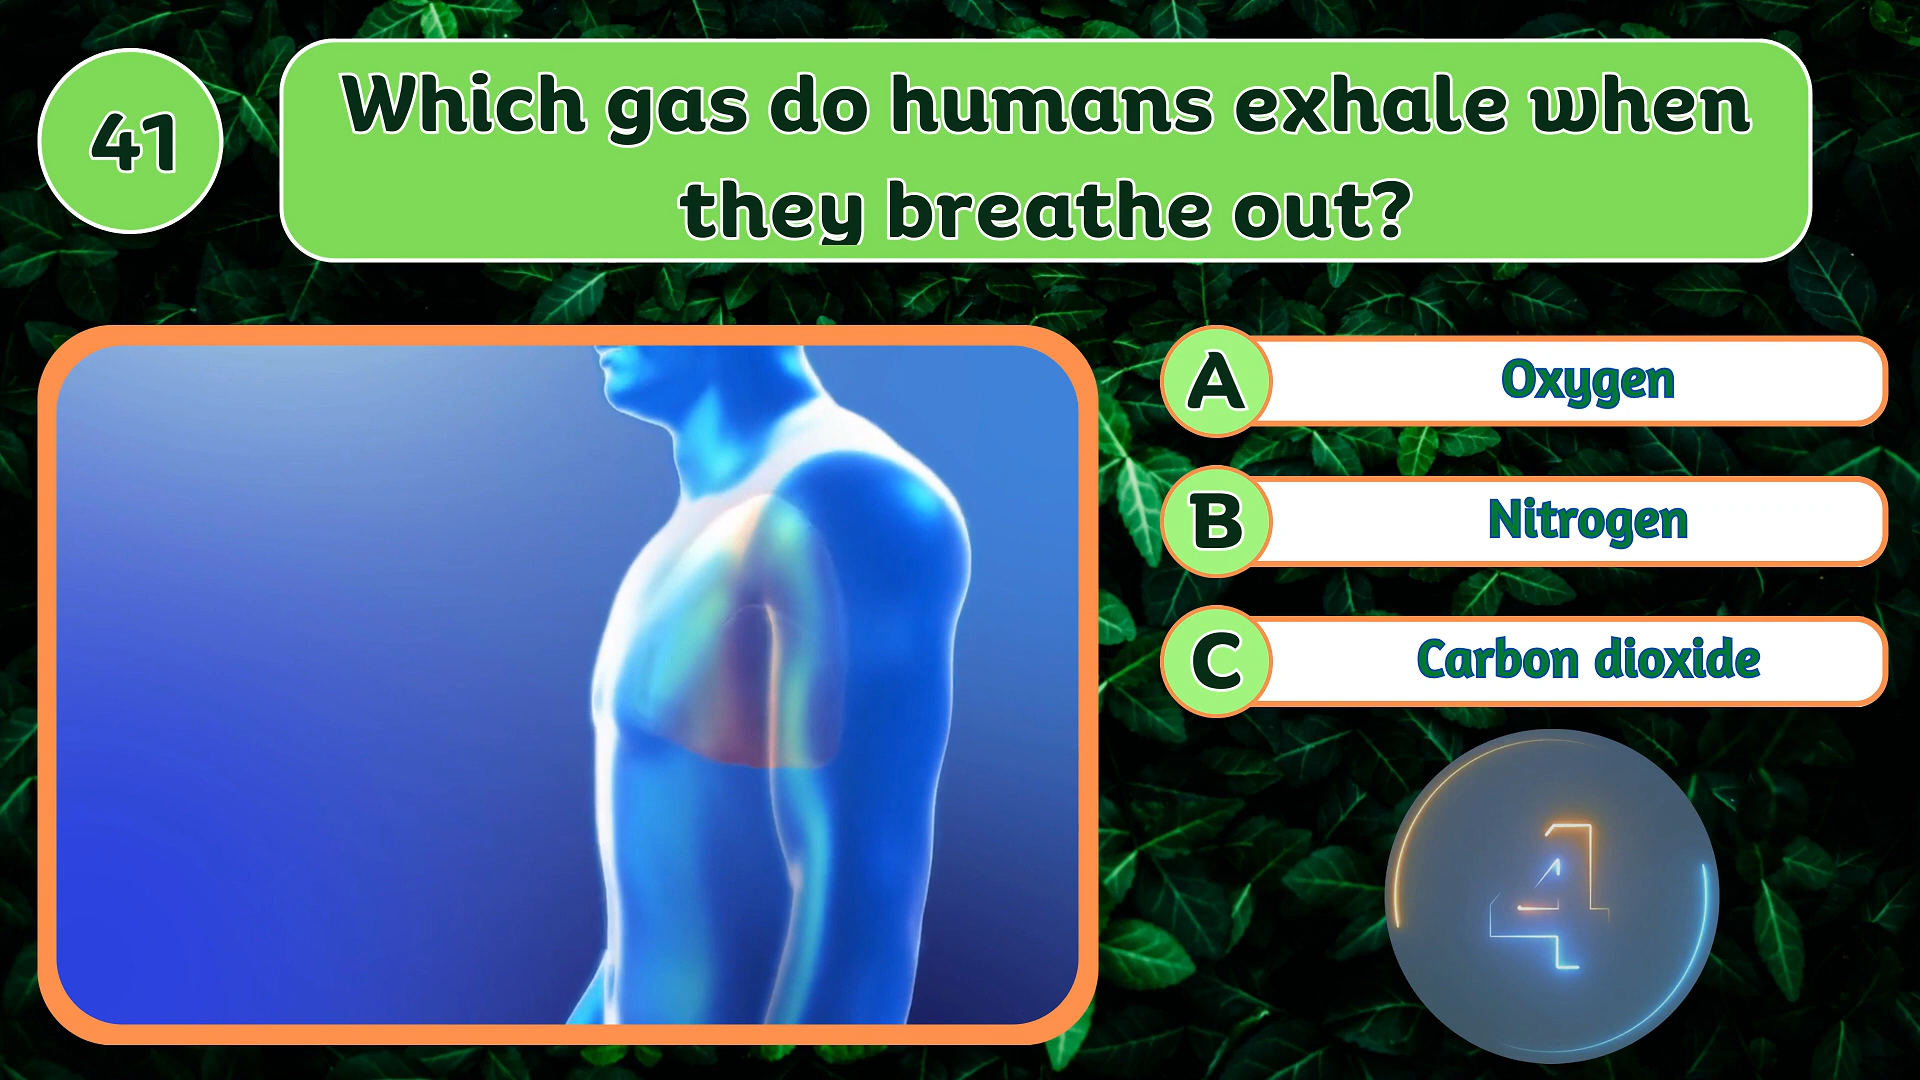 41
Which gas do humans exhale when
they breathe out?
A
Oxygen
B
Nitrogen
C
Carbon dioxide
4